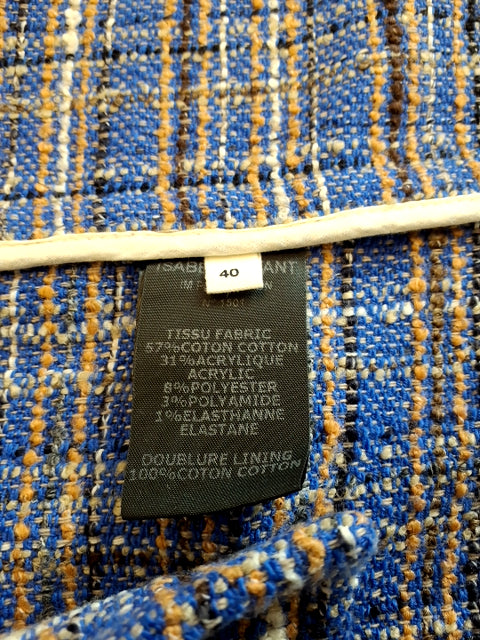 40
TISSU FABRIC
57%COTON COTTON
31%ACRYLIQUE
ACRYLIC
8%POLYESTER
3%POLYAMIDE
1%ELASTHANNE
ELASTANE
DOUBLURE LINING
100%COTON COTTON